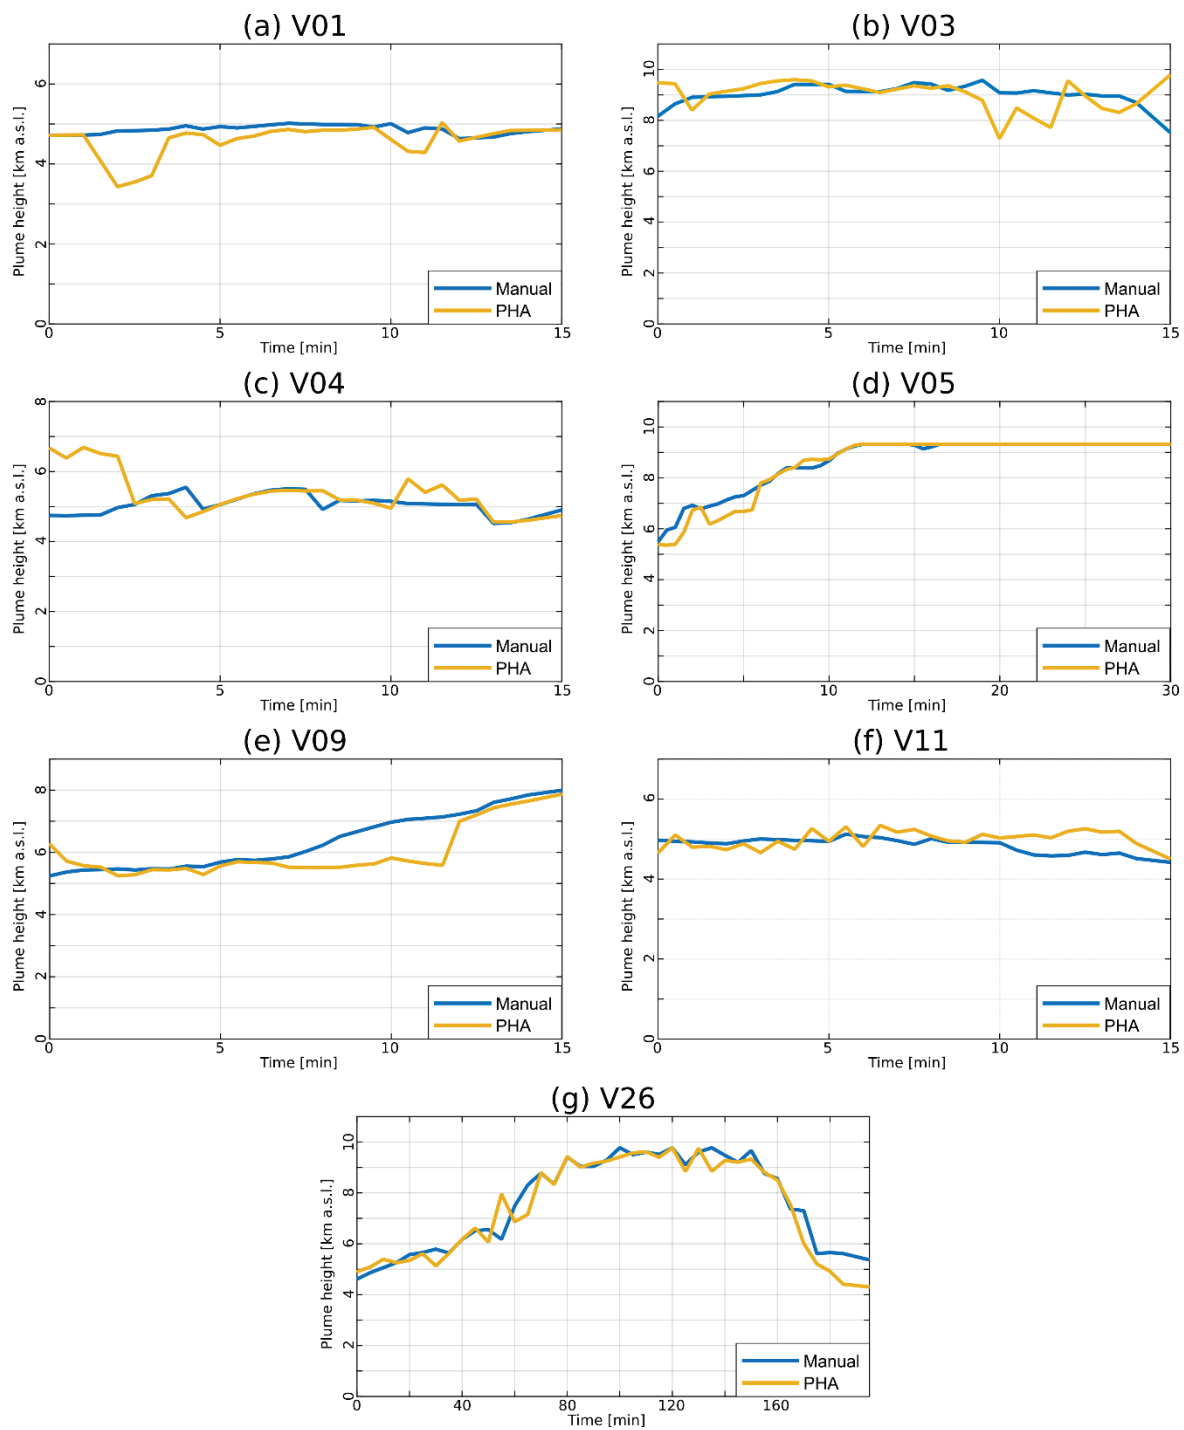 (a) V01
Plume height [km a.s.l.]
6
4
2
0
0 5 10 15
Time [min]
Manual
PHA
(b) V03
Plume height [km a.s.l.]
10
8
6
4
2
0
0 5 10 15
Time [min]
Manual
PHA
(c) V04
Plume height [km a.s.l.]
8
6
4
2
0
0 5 10 15
Time [min]
Manual
PHA
(d) V05
Plume height [km a.s.l.]
10
8
6
4
2
0
0 10 20 30
Time [min]
Manual
PHA
(e) V09
Plume height [km a.s.l.]
8
6
4
2
0
0 5 10 15
Time [min]
Manual
PHA
(f) V11
Plume height [km a.s.l.]
6
4
2
0
0 5 10 15
Time [min]
Manual
PHA
(g) V26
Plume height [km a.s.l.]
10
8
6
4
2
0
0 40 80 120 160
Time [min]
Manual
PHA